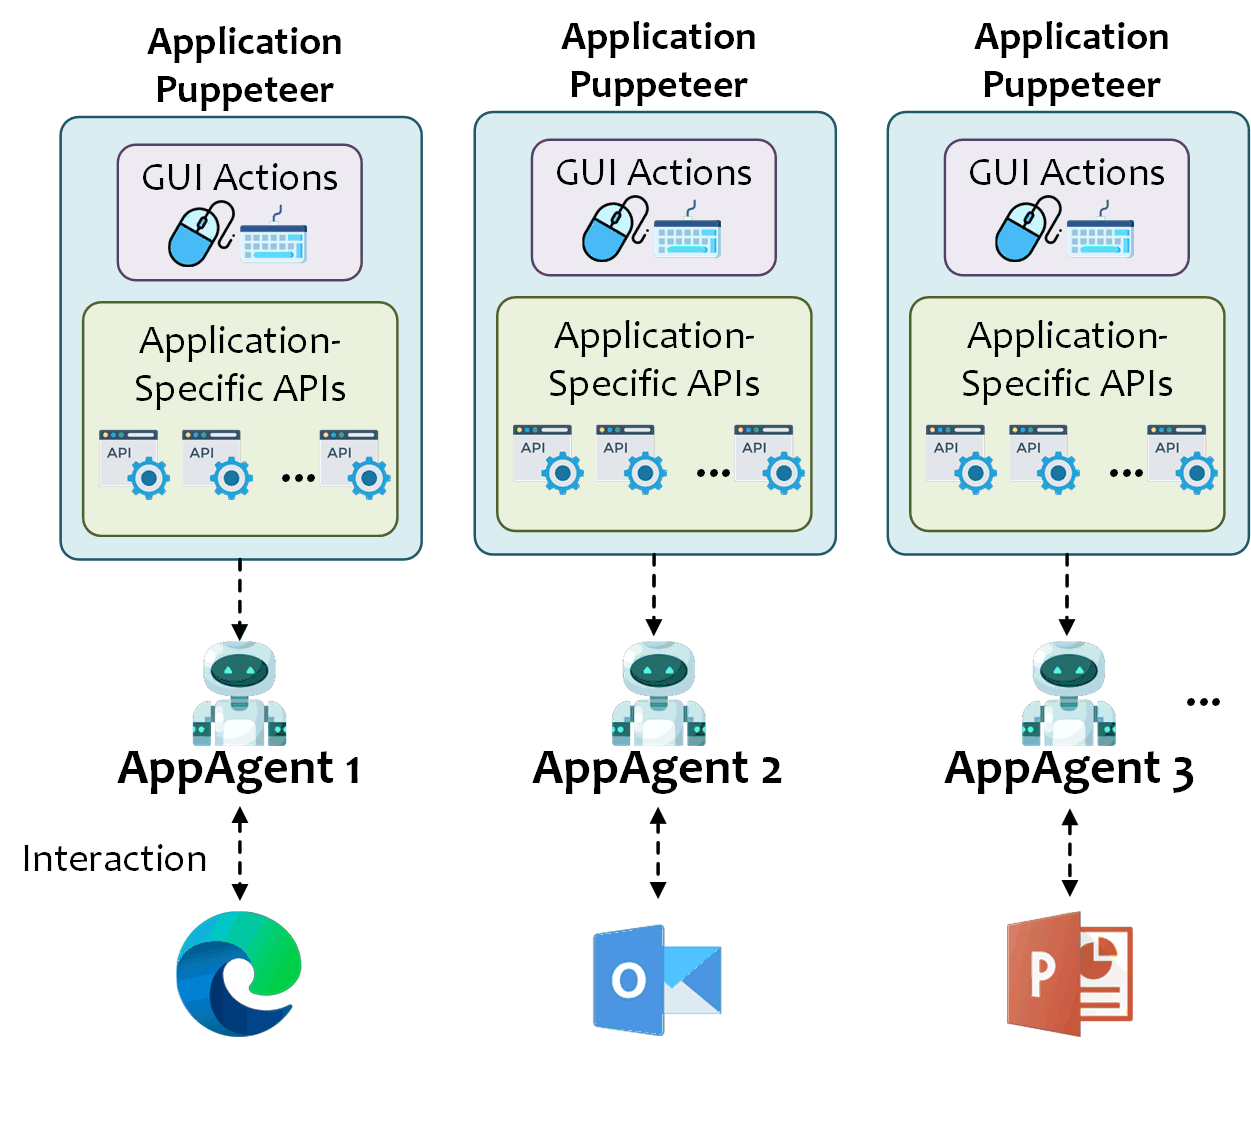 Application
Puppeteer
GUI Actions
Application-
Specific APIs
API
API
...
API
AppAgent 1
Interaction
Application
Puppeteer
GUI Actions
Application-
Specific APIs
API
API
...
API
AppAgent 2
O
Application
Puppeteer
GUI Actions
Application-
Specific APIs
API
API
...
API
AppAgent 3
P
...